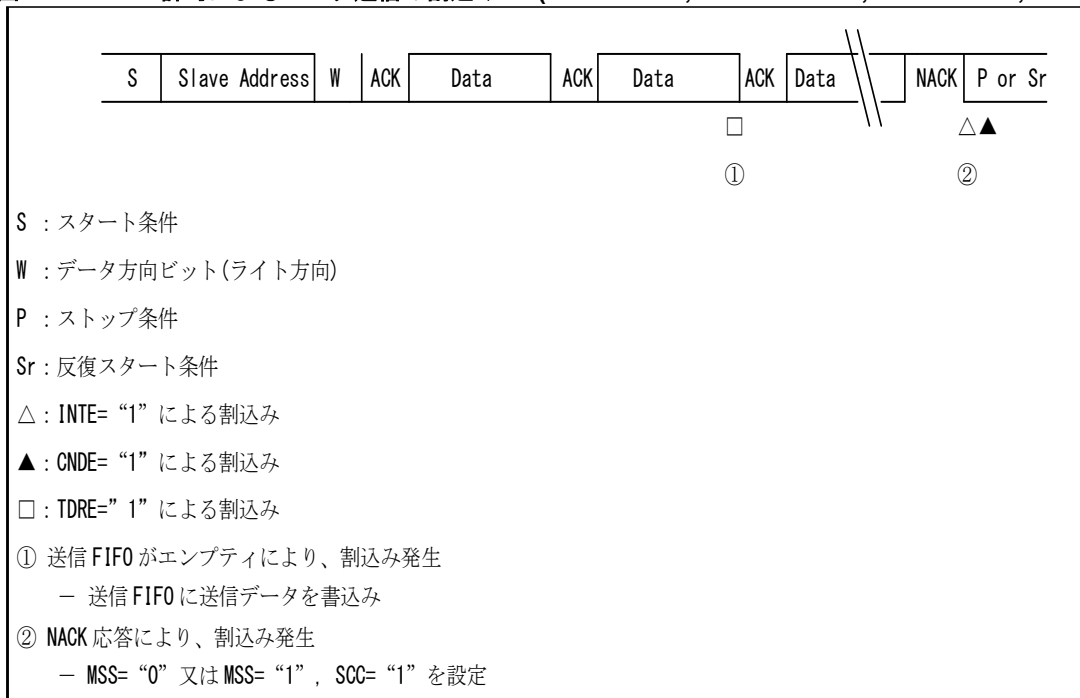 S Slave Address W ACK Data ACK Data ACK Data NACK P or Sr
□ △▲
① ②
S ：スタート条件
W ：データ方向ビット(ライト方向)
P ：ストップ条件
Sr：反復スタート条件
△：INTE=“1”による割込み
▲：CNDE=“1”による割込み
□：TDRE=”1”による割込み
① 送信FIFOがエンプティにより、割込み発生
－ 送信FIFOに送信データを書込み
② NACK応答により、割込み発生
－ MSS=“0”又はMSS=“1”, SCC=“1”を設定